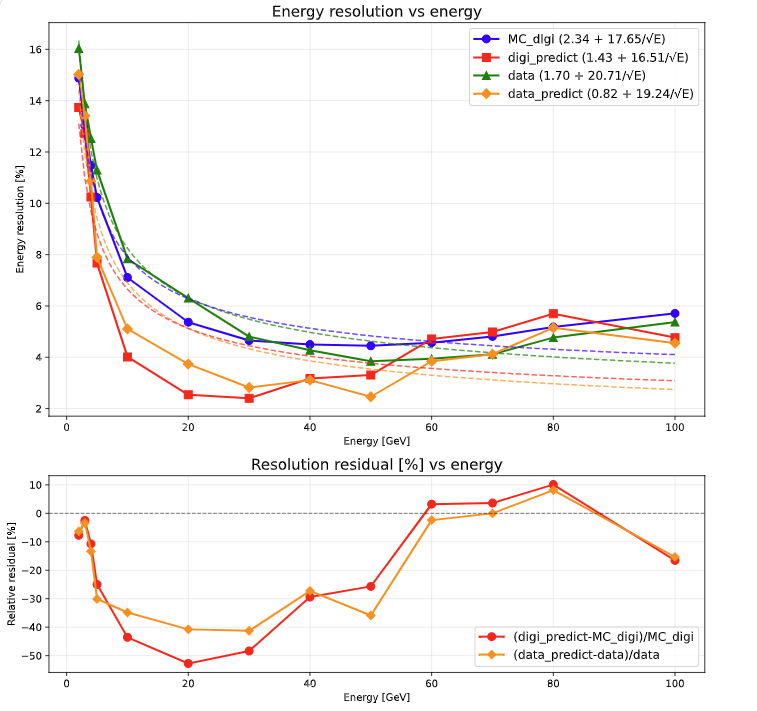 Energy resolution vs energy
MC_digi (2.34 + 17.65/√E)
digi_predict (1.43 + 16.51/√E)
data (1.70 + 20.71/√E)
data_predict (0.82 + 19.24/√E)
Energy resolution [%]
16
14
12
10
8
6
4
2
0 20 40 60 80 100
Energy [GeV]
Resolution residual [%] vs energy
Relative residual [%]
10
0
−10
−20
−30
−40
−50
(digi_predict-MC_digi)/MC_digi
(data_predict-data)/data
0 20 40 60 80 100
Energy [GeV]